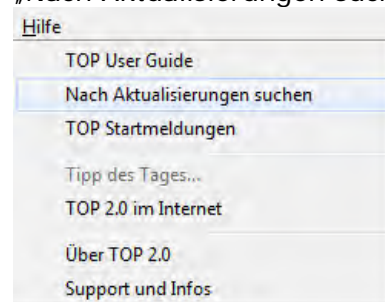 Hilfe
TOP User Guide
Nach Aktualisierungen suchen
TOP Startmeldungen
Tipp des Tages...
TOP 2.0 im Internet
Über TOP 2.0
Support und Infos